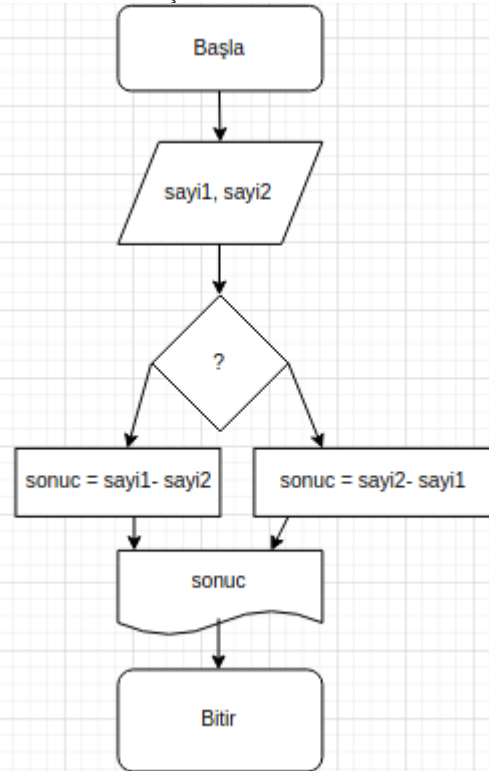 Başla
sayi1, sayi2
?
sonuc = sayi1- sayi2
sonuc = sayi2- sayi1
sonuc
Bitir